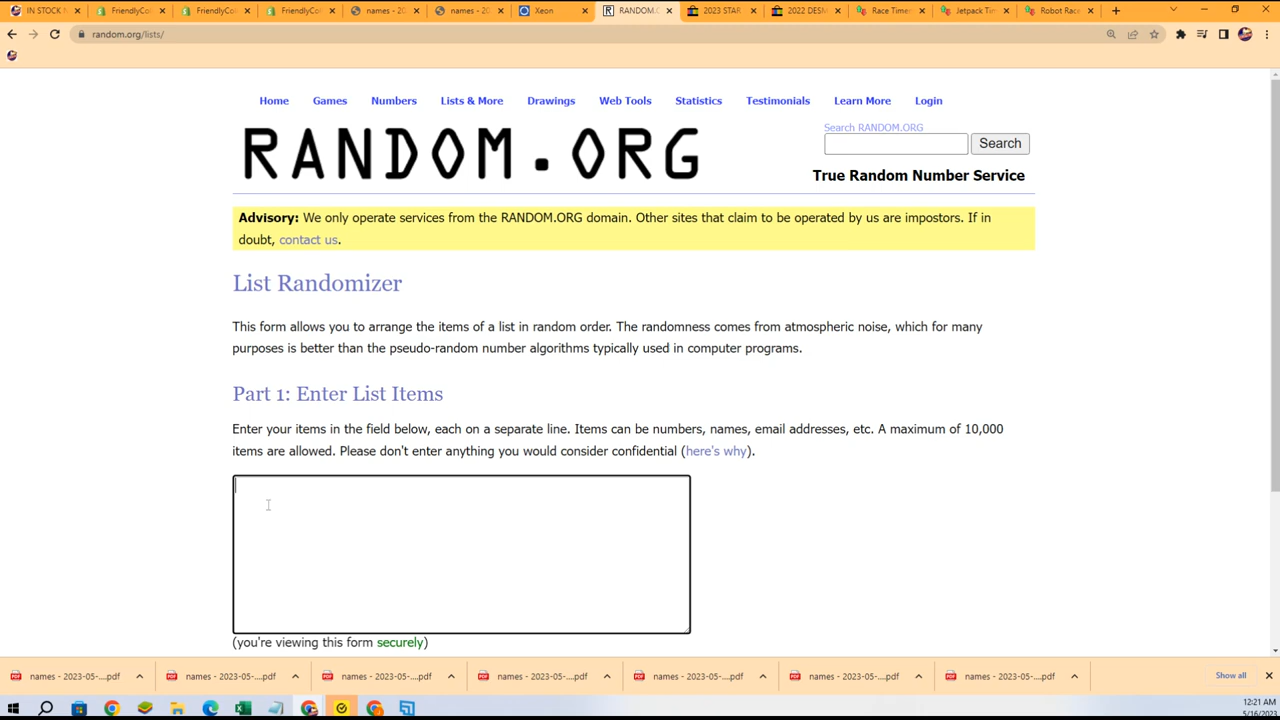 IN STOCK
FriendlyCo
FriendlyCo
FriendlyCo
names - 20
names - 20
Xeon
RANDOM.O
2023 STAR
2022 DESM
Race Time
Jetpack Tim
Robot Race
random.org/lists/
Home Games Numbers Lists & More Drawings Web Tools Statistics Testimonials Learn More Login
RANDOM.ORG
Search RANDOM.ORG
Search
True Random Number Service
Advisory: We only operate services from the RANDOM.ORG domain. Other sites that claim to be operated by us are impostors. If in
doubt, contact us.
List Randomizer
This form allows you to arrange the items of a list in random order. The randomness comes from atmospheric noise, which for many
purposes is better than the pseudo-random number algorithms typically used in computer programs.
Part 1: Enter List Items
Enter your items in the field below, each on a separate line. Items can be numbers, names, email addresses, etc. A maximum of 10,000
items are allowed. Please don't enter anything you would consider confidential (here's why).
(you're viewing this form securely)
names - 2023-05-....pdf
names - 2023-05-....pdf
names - 2023-05-....pdf
names - 2023-05-....pdf
names - 2023-05-....pdf
names - 2023-05-....pdf
names - 2023-05-....pdf
Show all
12:21 AM
5/16/2023